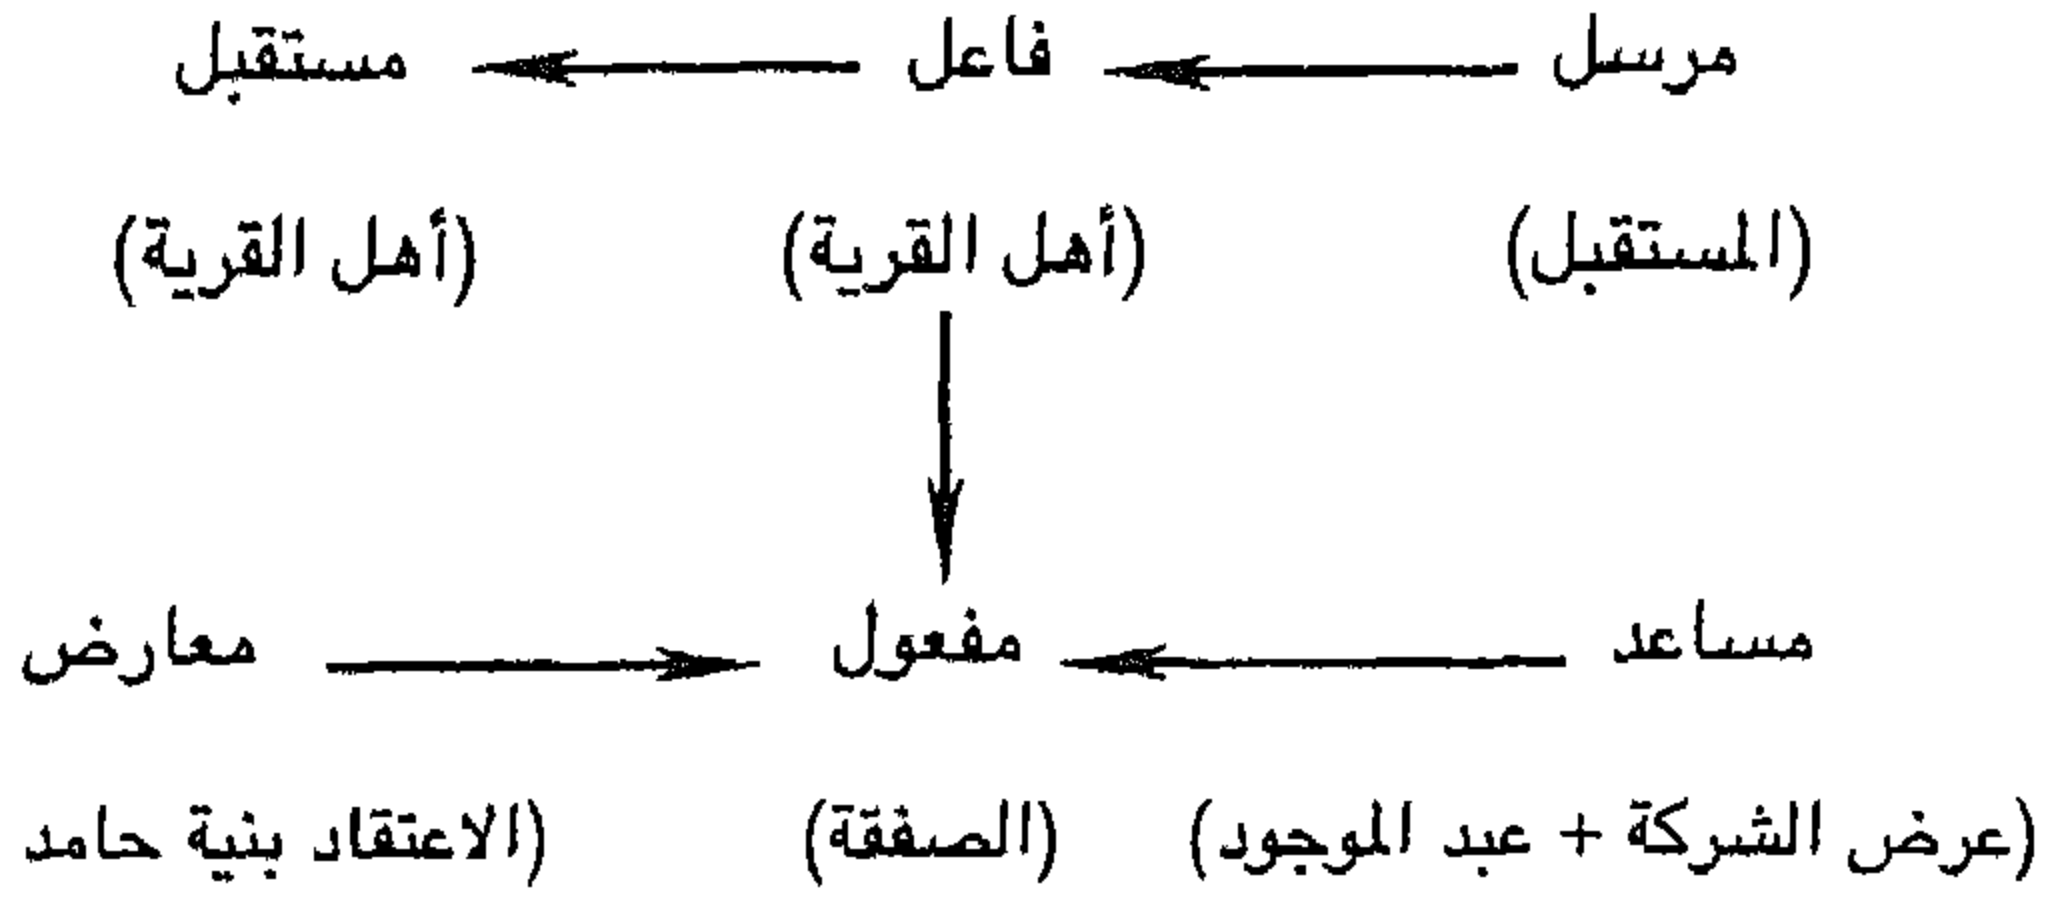 مرسل فاعل مستقبل
(المستقبل) (أهل القرية) (أهل القرية)
مساعد مفعول معارض
(عرض الشركة + عبد الموجود) (الصفقة) (الاعتقاد بنية حامد